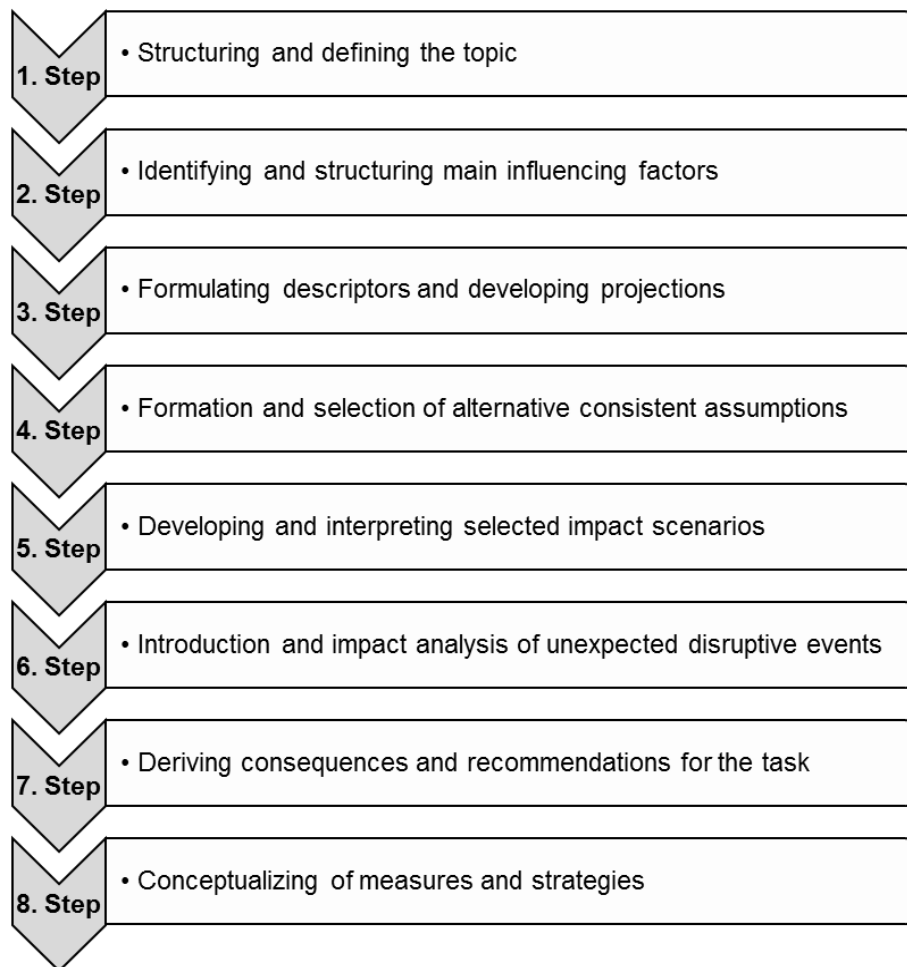 1. Step
• Structuring and defining the topic
2. Step
• Identifying and structuring main influencing factors
3. Step
• Formulating descriptors and developing projections
4. Step
• Formation and selection of alternative consistent assumptions
5. Step
• Developing and interpreting selected impact scenarios
6. Step
• Introduction and impact analysis of unexpected disruptive events
7. Step
• Deriving consequences and recommendations for the task
8. Step
• Conceptualizing of measures and strategies